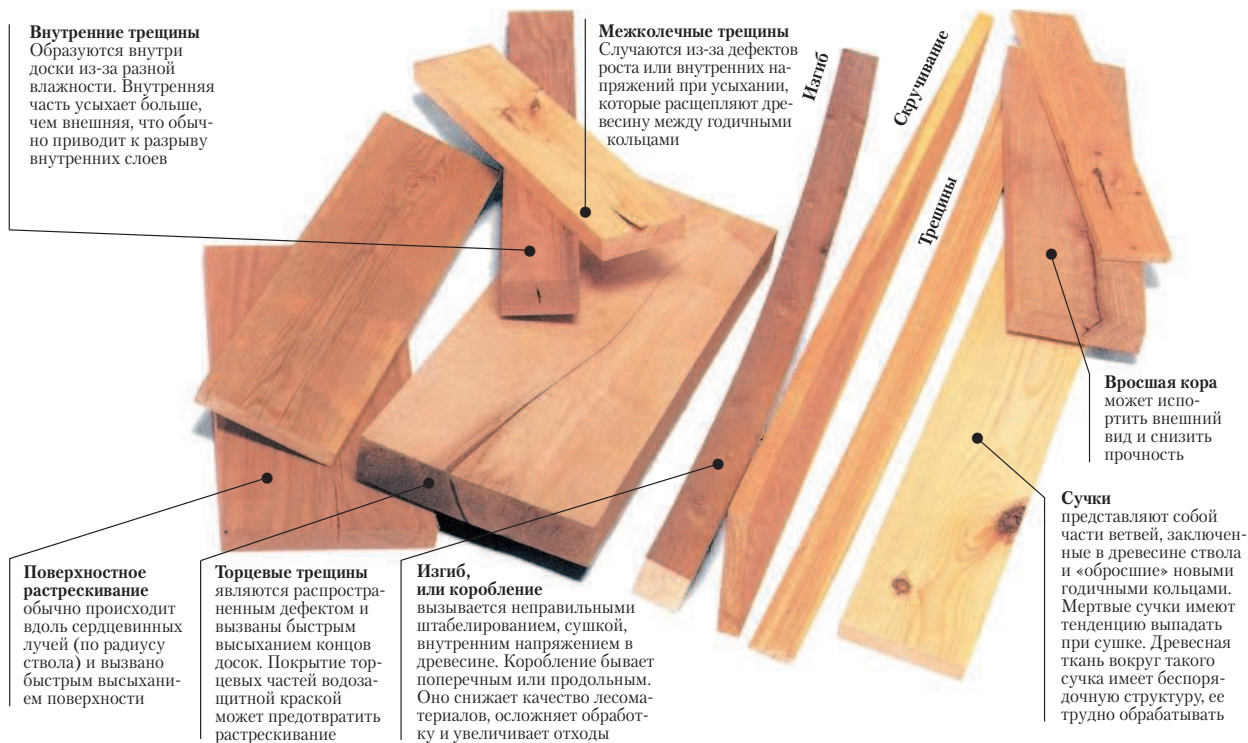 Внутренние трещины
Образуются внутри
доски из-за разной
влажности. Внутренняя
часть усыхает больше,
чем внешняя, что обыч-
но приводит к разрыву
внутренних слоев
Межколечные трещины
Случаются из-за дефектов
роста или внутренних на-
пряжений при усыхании,
которые расщепляют дре-
весину между годичными
кольцами
Изгиб
Скручивание
Трещины
Вросшая кора
может испо-
ртить внешний
вид и снизить
прочность
Сучки
представляют собой
части ветвей, заключен-
ные в древесине ствола
и «обросшие» новыми
годичными кольцами.
Мертвые сучки имеют
тенденцию выпадать
при сушке. Древесная
ткань вокруг такого
сучка имеет беспоря-
дочную структуру, ее
трудно обрабатывать
Поверхностное
растрескивание
обычно происходит
вдоль сердцевинных
лучей (по радиусу
ствола) и вызвано
быстрым высыхани-
ем поверхности
Торцевые трещины
являются распростра-
ненным дефектом и
вызваны быстрым
высыханием концов
досок. Покрытие тор-
цевых частей водоза-
щитной краской
может предотвратить
растрескивание
Изгиб,
или коробление
вызывается неправильными
штабелированием, сушкой,
внутренним напряжением в
древесине. Коробление бывает
поперечным или продольным.
Оно снижает качество лесома-
териалов, осложняет обработ-
ку и увеличивает отходы